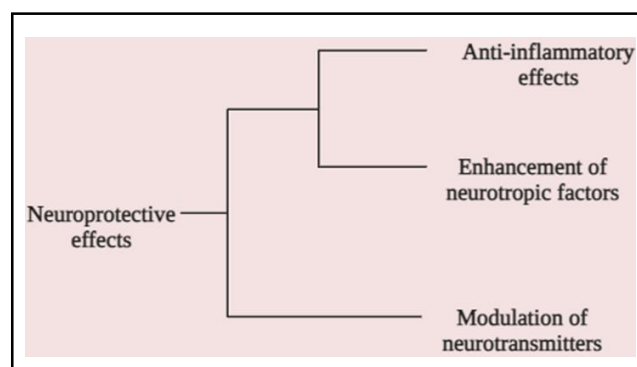 Anti-inflammatory
effects
Enhancement of
neurotropic factors
Neuroprotective
effects
Modulation of
neurotransmitters